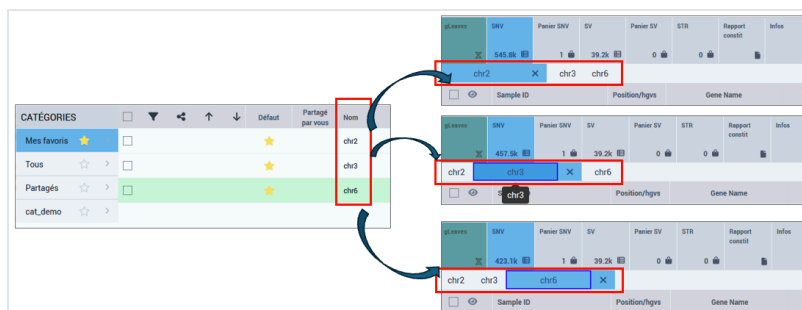 CATÉGORIES
Mes favoris
Tous
Partagés
cat_demo
Défaut
Partagé
par vous
Nom
chr2
chr3
chr6
gLeaves SNV Panier SNV SV Panier SV STR Rapport constit Infos
545.8k 1 39.2k 0 0
chr2 × chr3 chr6
Sample ID Position/hgvs Gene Name
gLeaves SNV Panier SNV SV Panier SV STR Rapport constit Infos
457.5k 1 39.2k 0 0
chr2 chr3 × chr6
Position/hgvs Gene Name
chr3
gLeaves SNV Panier SNV SV Panier SV STR Rapport constit Infos
423.1k 1 39.2k 0 0
chr2 chr3 chr6 ×
Sample ID Position/hgvs Gene Name